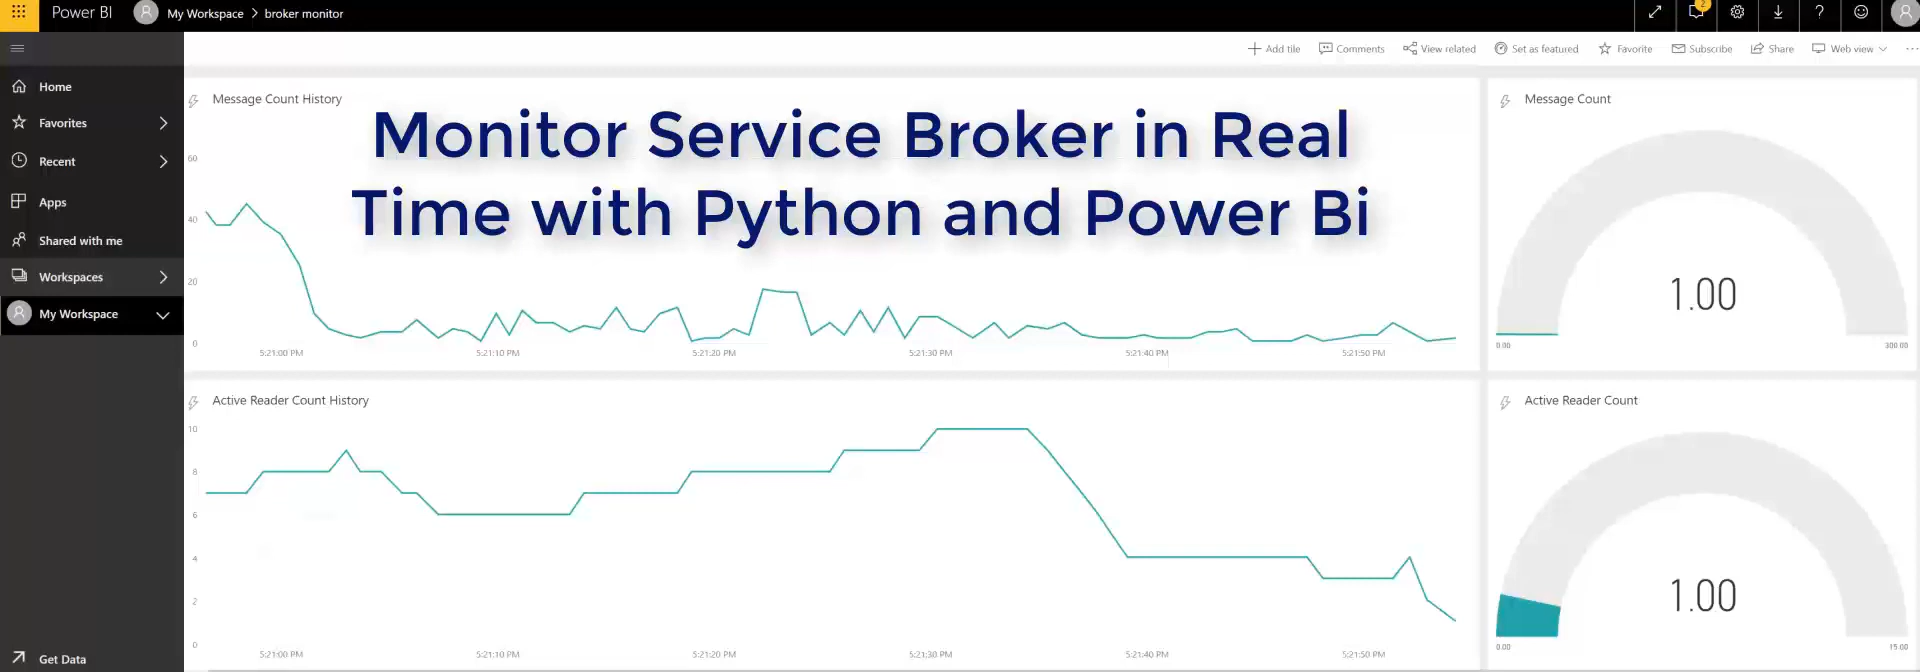 Power BI My Workspace > broker monitor 2
Add tile Comments View related Set as featured Favorite Subscribe Share Web view
Home
Favorites
Recent
Apps
Shared with me
Workspaces
My Workspace
Get Data
Message Count History
Monitor Service Broker in Real
Time with Python and Power Bi
60
40
20
0
5:21:00 PM 5:21:10 PM 5:21:20 PM 5:21:30 PM 5:21:40 PM 5:21:50 PM
Message Count
1.00
0.00 300.00
Active Reader Count History
10
8
6
4
2
0
5:21:00 PM 5:21:10 PM 5:21:20 PM 5:21:30 PM 5:21:40 PM 5:21:50 PM
Active Reader Count
1.00
0.00 15.00